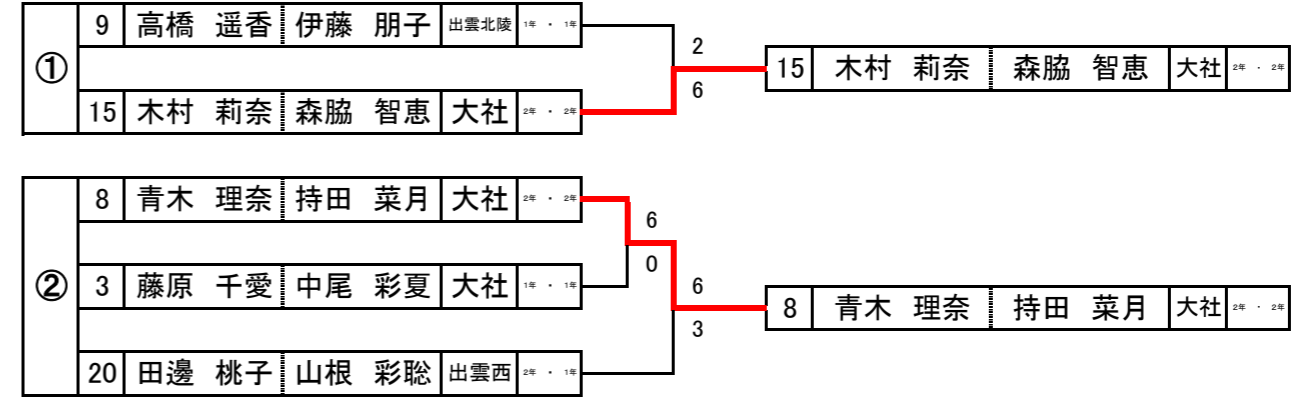 9 高橋 遥香 伊藤 朋子 出雲北陵 1年 ・ 1年
2
① 15 木村 莉奈 森脇 智恵 大社 2年 ・ 2年
6
15 木村 莉奈 森脇 智恵 大社 2年 ・ 2年
8 青木 理奈 持田 菜月 大社 2年 ・ 2年
6
0
② 3 藤原 千愛 中尾 彩夏 大社 1年 ・ 1年
6
8 青木 理奈 持田 菜月 大社 2年 ・ 2年
3
20 田邊 桃子 山根 彩聡 出雲西 2年 ・ 1年